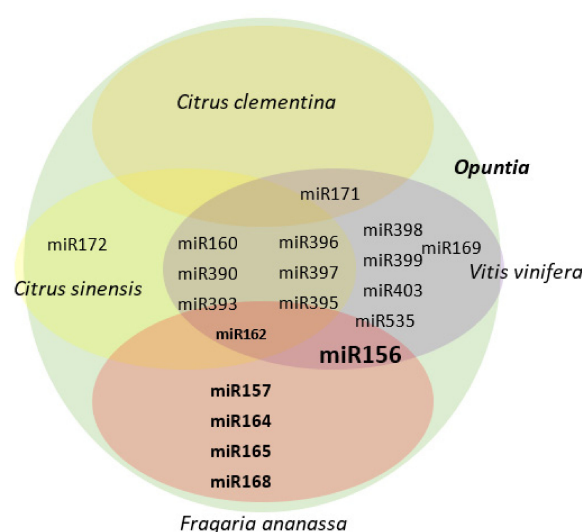 Citrus clementina
Opuntia
miR171
miR172
miR160
miR396
miR398
miR169
miR390
miR397
miR399
Vitis vinifera
Citrus sinensis
miR393
miR395
miR403
miR162
miR535
miR156
miR157
miR164
miR165
miR168
Fragaria ananassa